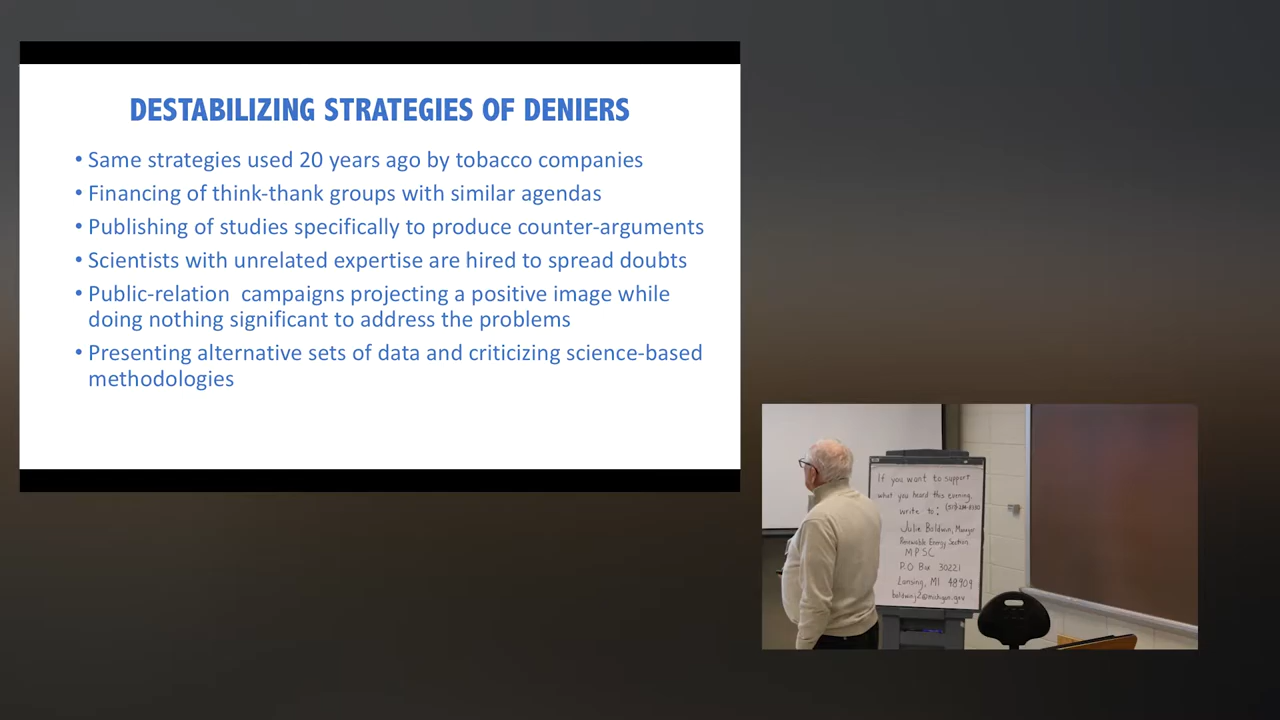 DESTABILIZING STRATEGIES OF DENIERS
• Same strategies used 20 years ago by tobacco companies
• Financing of think-thank groups with similar agendas
• Publishing of studies specifically to produce counter-arguments
• Scientists with unrelated expertise are hired to spread doubts
• Public-relation campaigns projecting a positive image while
doing nothing significant to address the problems
• Presenting alternative sets of data and criticizing science-based
methodologies
If you want to support
what you heard this evening,
write to:
Julie Baldwin, Manager
Renewable Energy Section
MPSC
P.O Box 30221
Lansing, MI 48909
baldwinj2@michigan.gov